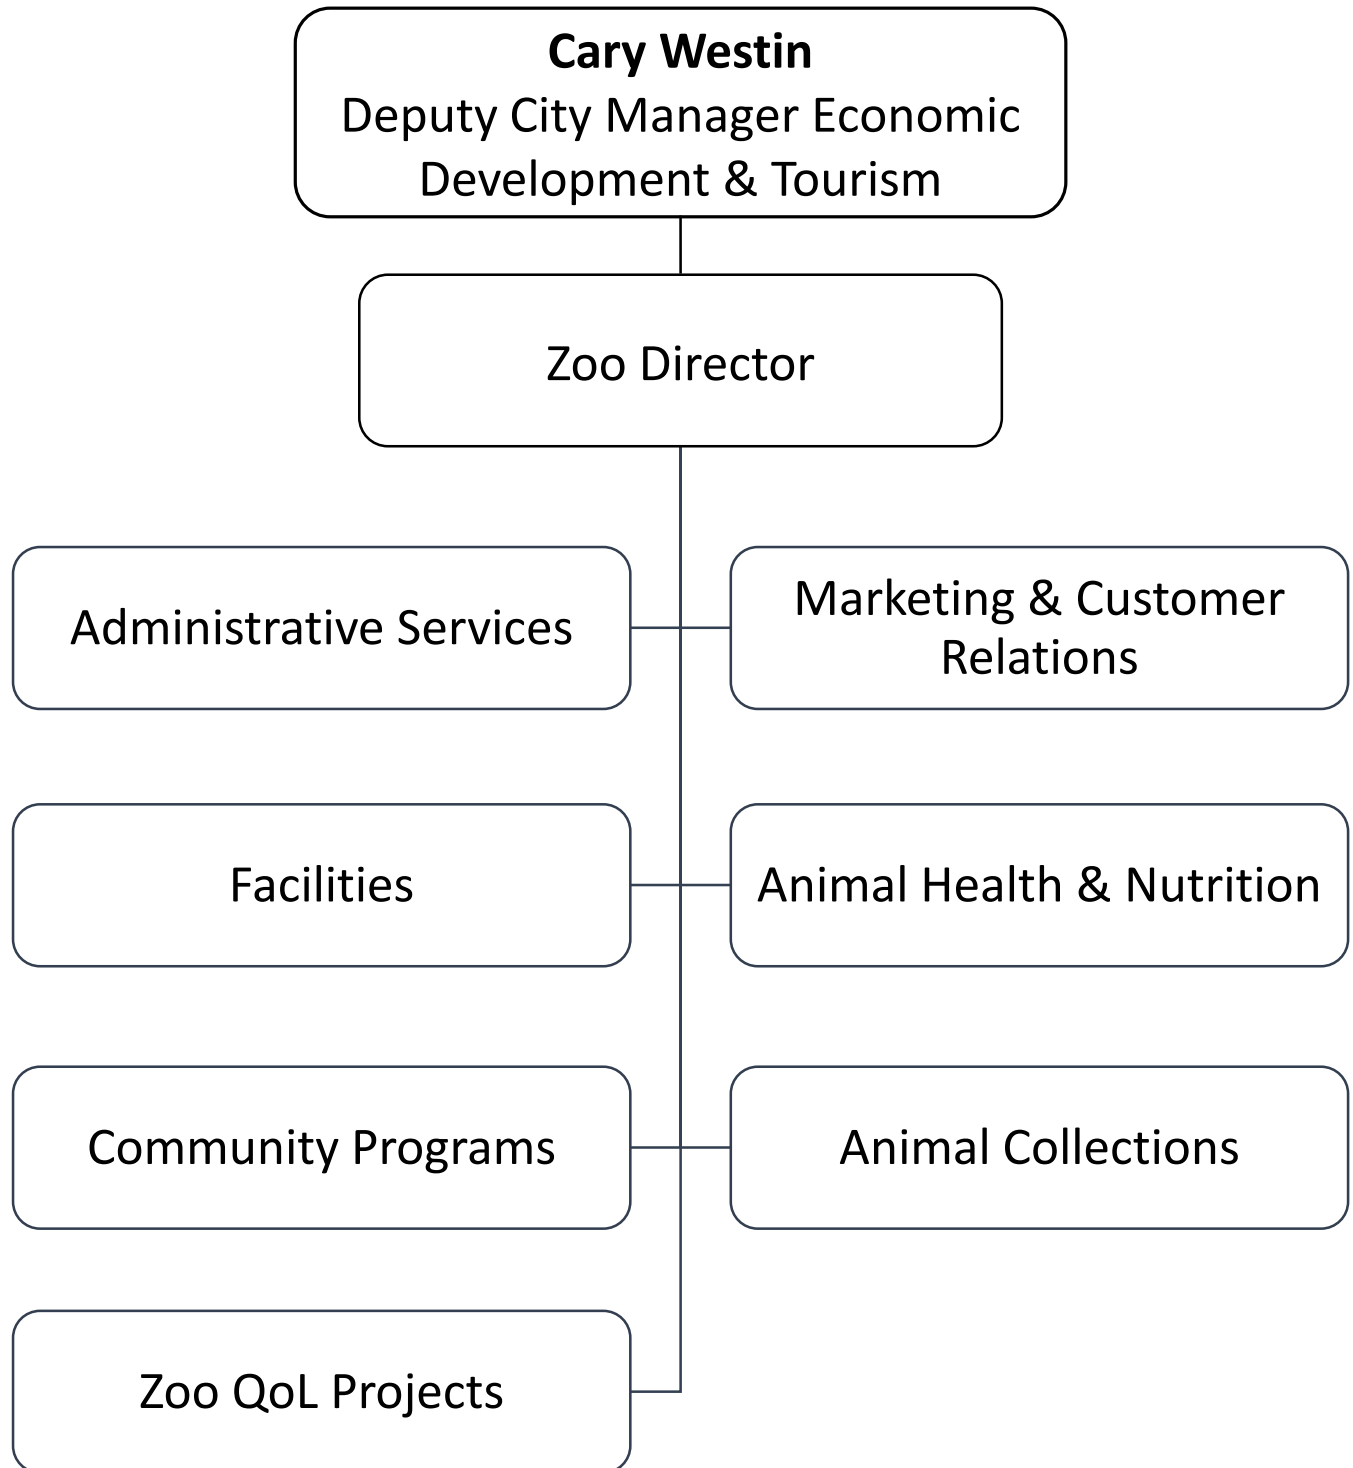 Cary Westin
Deputy City Manager Economic
Development & Tourism
Zoo Director
Administrative Services
Marketing & Customer
Relations
Facilities
Animal Health & Nutrition
Community Programs
Animal Collections
Zoo QoL Projects